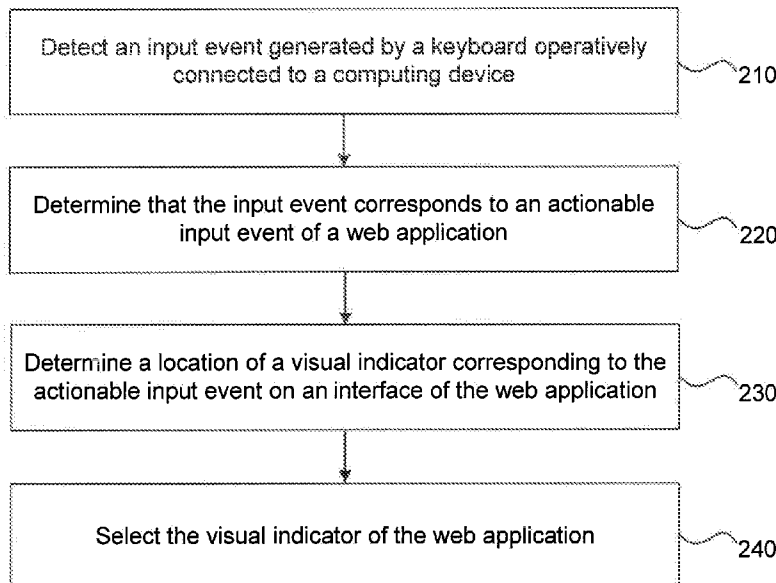 Detect an input event generated by a keyboard operatively
connected to a computing device
210
Determine that the input event corresponds to an actionable
input event of a web application
220
Determine a location of a visual indicator corresponding to the
actionable input event on an interface of the web application
230
Select the visual indicator of the web application
240